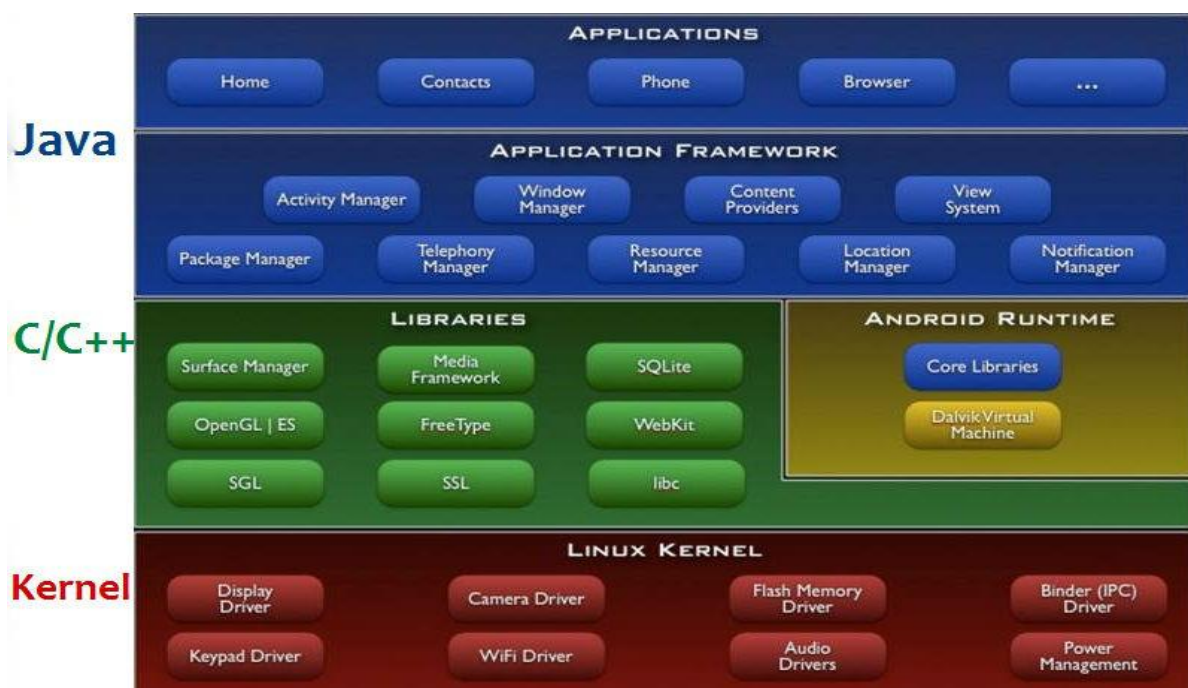 APPLICATIONS
Home
Contacts
Phone
Browser
...
Java
APPLICATION FRAMEWORK
Activity Manager
Window
Manager
Content
Providers
View
System
Package Manager
Telephony
Manager
Resource
Manager
Location
Manager
Notification
Manager
C/C++
LIBRARIES
Surface Manager
Media
Framework
SQLite
OpenGL | ES
FreeType
WebKit
SGL
SSL
libc
ANDROID RUNTIME
Core Libraries
Dalvik Virtual
Machine
Kernel
LINUX KERNEL
Display
Driver
Camera Driver
Flash Memory
Driver
Binder (IPC)
Driver
Keypad Driver
WiFi Driver
Audio
Drivers
Power
Management